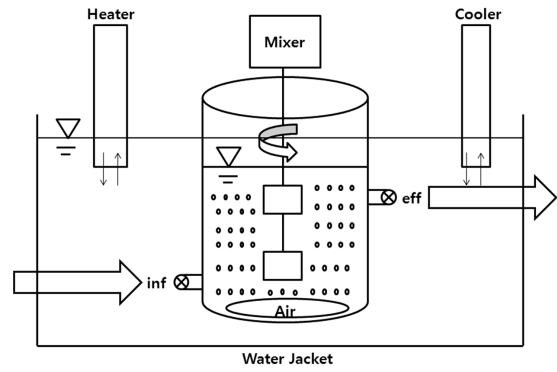 Heater
Mixer
Cooler
eff
inf
Air
Water Jacket